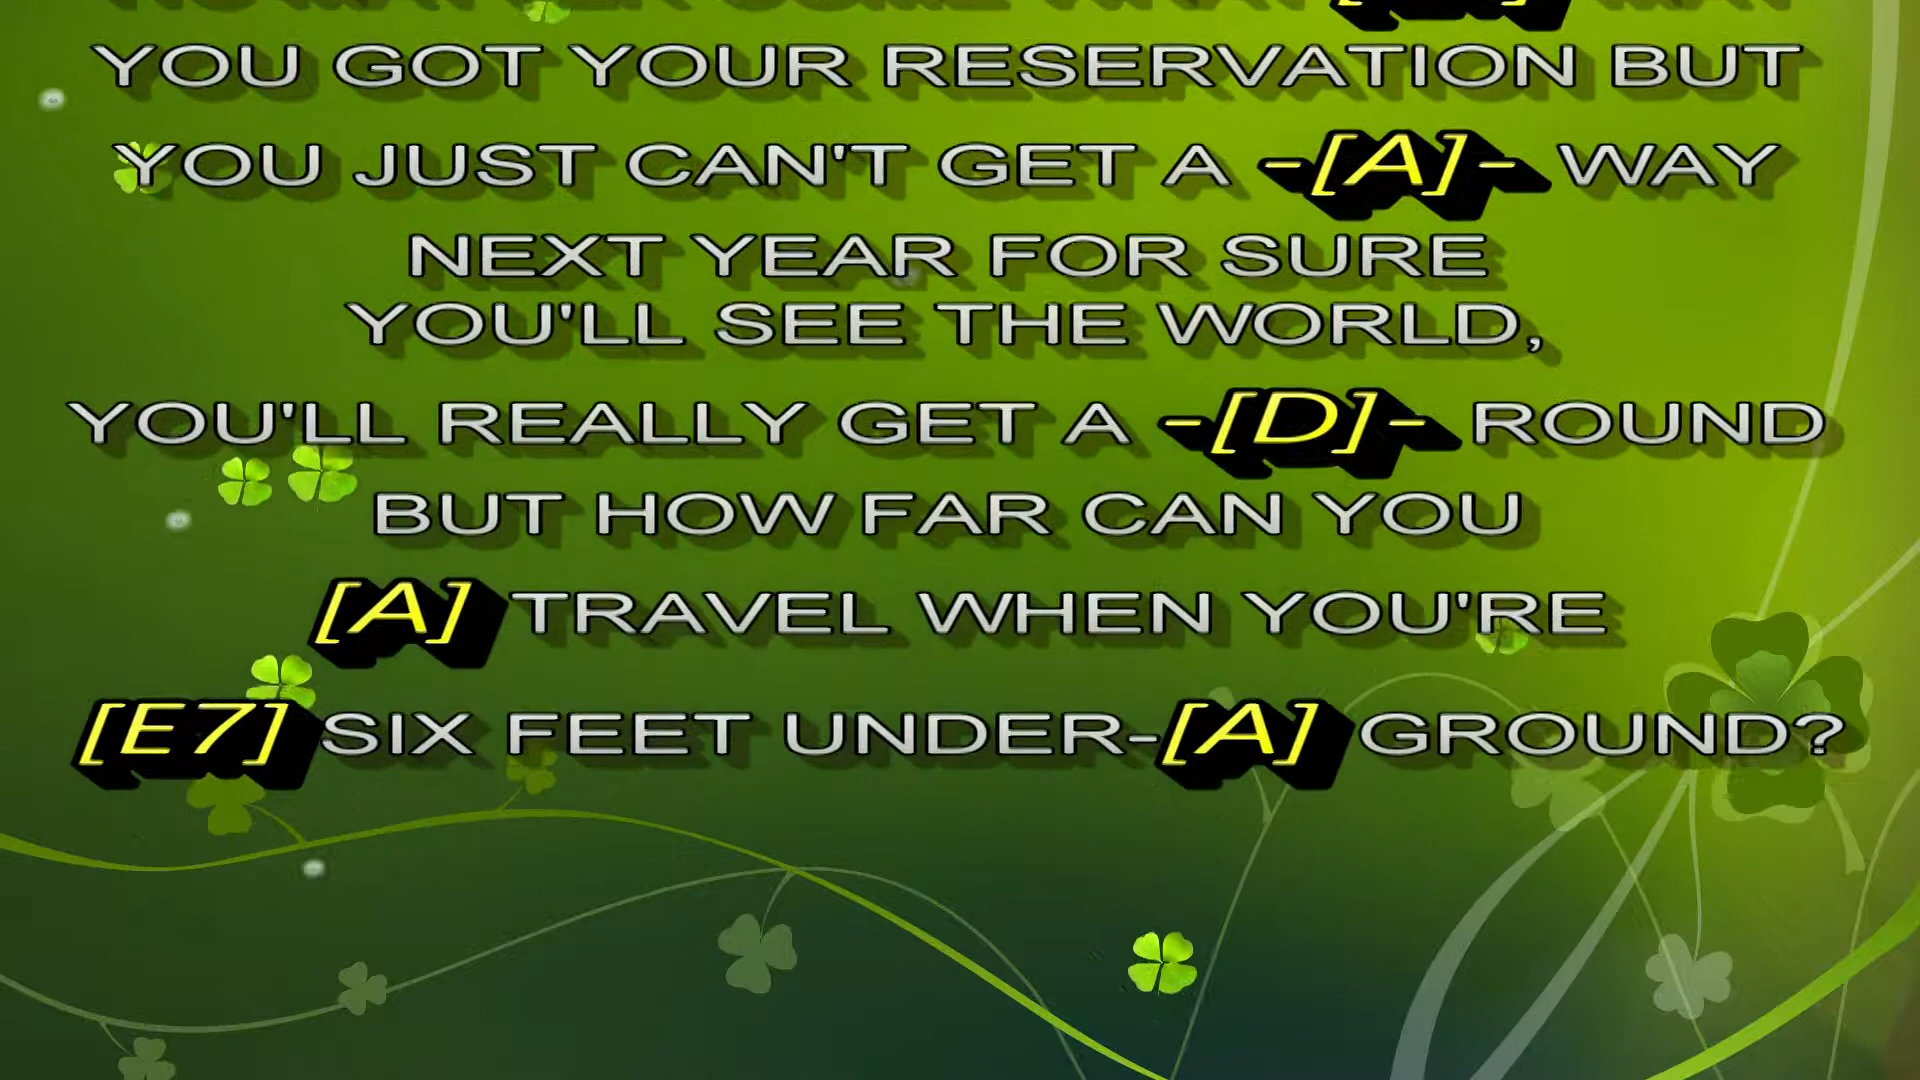 YOU GOT YOUR RESERVATION BUT
YOU JUST CAN'T GET A -[A]- WAY
NEXT YEAR FOR SURE
YOU'LL SEE THE WORLD,
YOU'LL REALLY GET A -[D]- ROUND
BUT HOW FAR CAN YOU
[A] TRAVEL WHEN YOU'RE
[E7] SIX FEET UNDER-[A] GROUND?